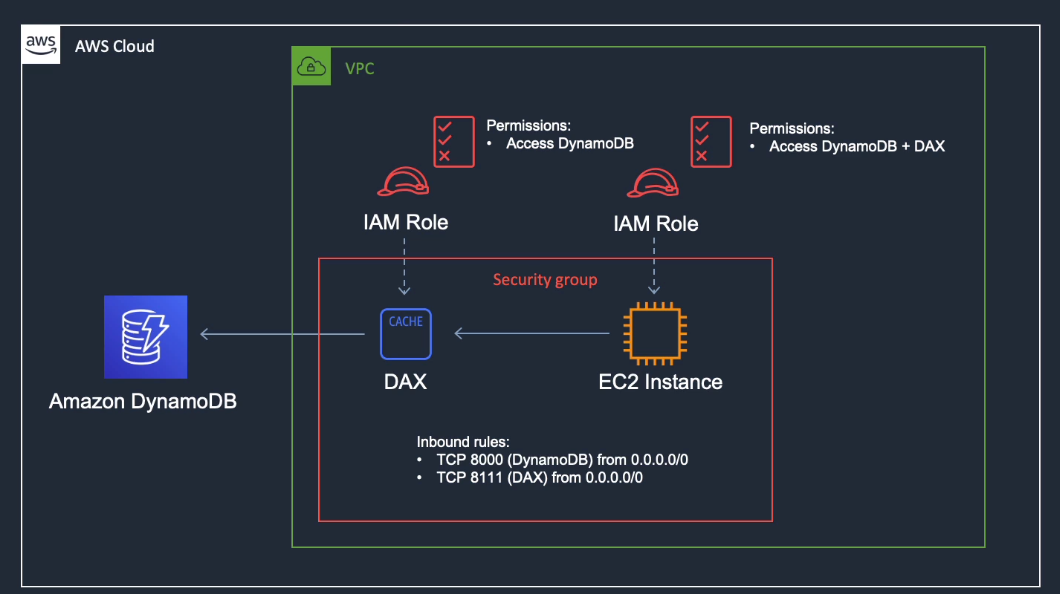 aws
AWS Cloud
VPC
Permissions:
• Access DynamoDB
Permissions:
• Access DynamoDB + DAX
IAM Role
IAM Role
Security group
CACHE
DAX
EC2 Instance
Amazon DynamoDB
Inbound rules:
• TCP 8000 (DynamoDB) from 0.0.0.0/0
• TCP 8111 (DAX) from 0.0.0.0/0